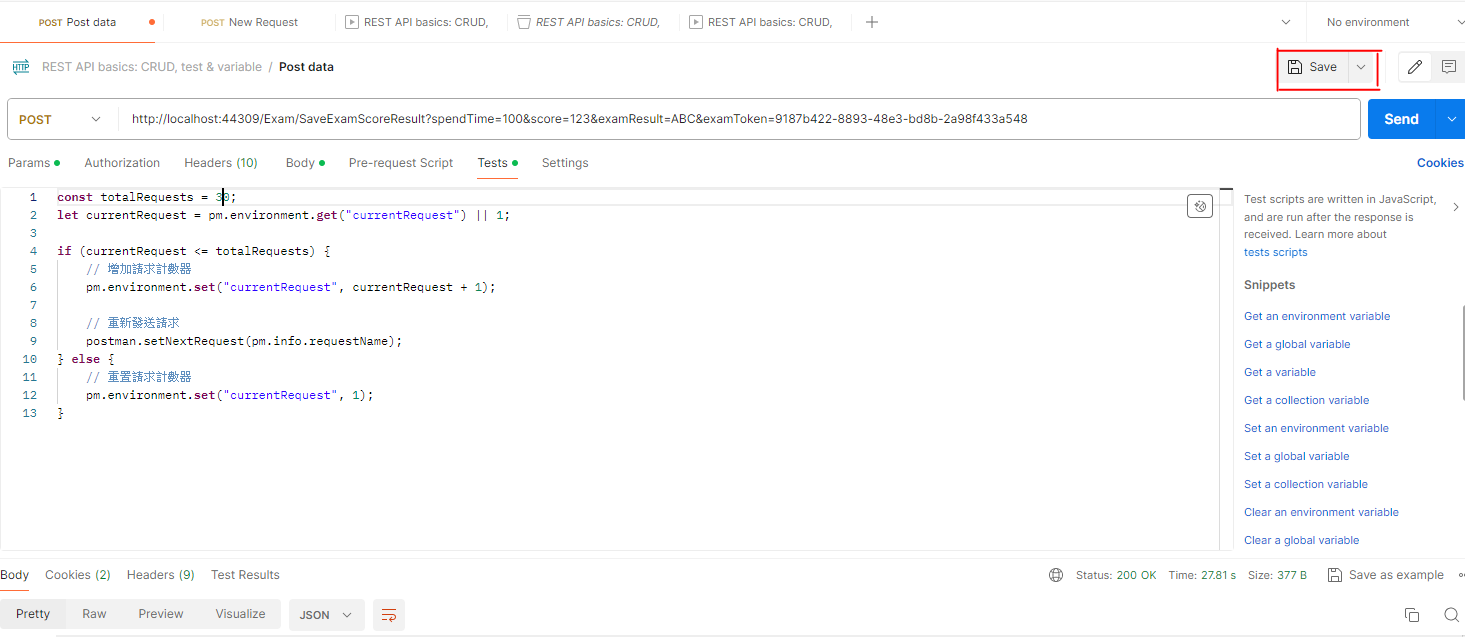 POST Post data POST New Request REST API basics: CRUD, REST API basics: CRUD, REST API basics: CRUD, No environment
HTTP REST API basics: CRUD, test & variable / Post data Save
POST http://localhost:44309/Exam/SaveExamScoreResult?spendTime=100&score=123&examResult=ABC&examToken=9187b422-8893-48e3-bd8b-2a98f433a548 Send
Params Authorization Headers (10) Body Pre-request Script Tests Settings Cookies
1 const totalRequests = 30;
2 let currentRequest = pm.environment.get("currentRequest") || 1;
3
4 if (currentRequest <= totalRequests) {
5 // 增加請求計數器
6 pm.environment.set("currentRequest", currentRequest + 1);
7
8 // 重新發送請求
9 postman.setNextRequest(pm.info.requestName);
10 } else {
11 // 重置請求計數器
12 pm.environment.set("currentRequest", 1);
13 }
Test scripts are written in JavaScript,
and are run after the response is
received. Learn more about
tests scripts
Snippets
Get an environment variable
Get a global variable
Get a variable
Get a collection variable
Set an environment variable
Set a global variable
Set a collection variable
Clear an environment variable
Clear a global variable
Body Cookies (2) Headers (9) Test Results Status: 200 OK Time: 27.81 s Size: 377 B Save as example
Pretty Raw Preview Visualize JSON